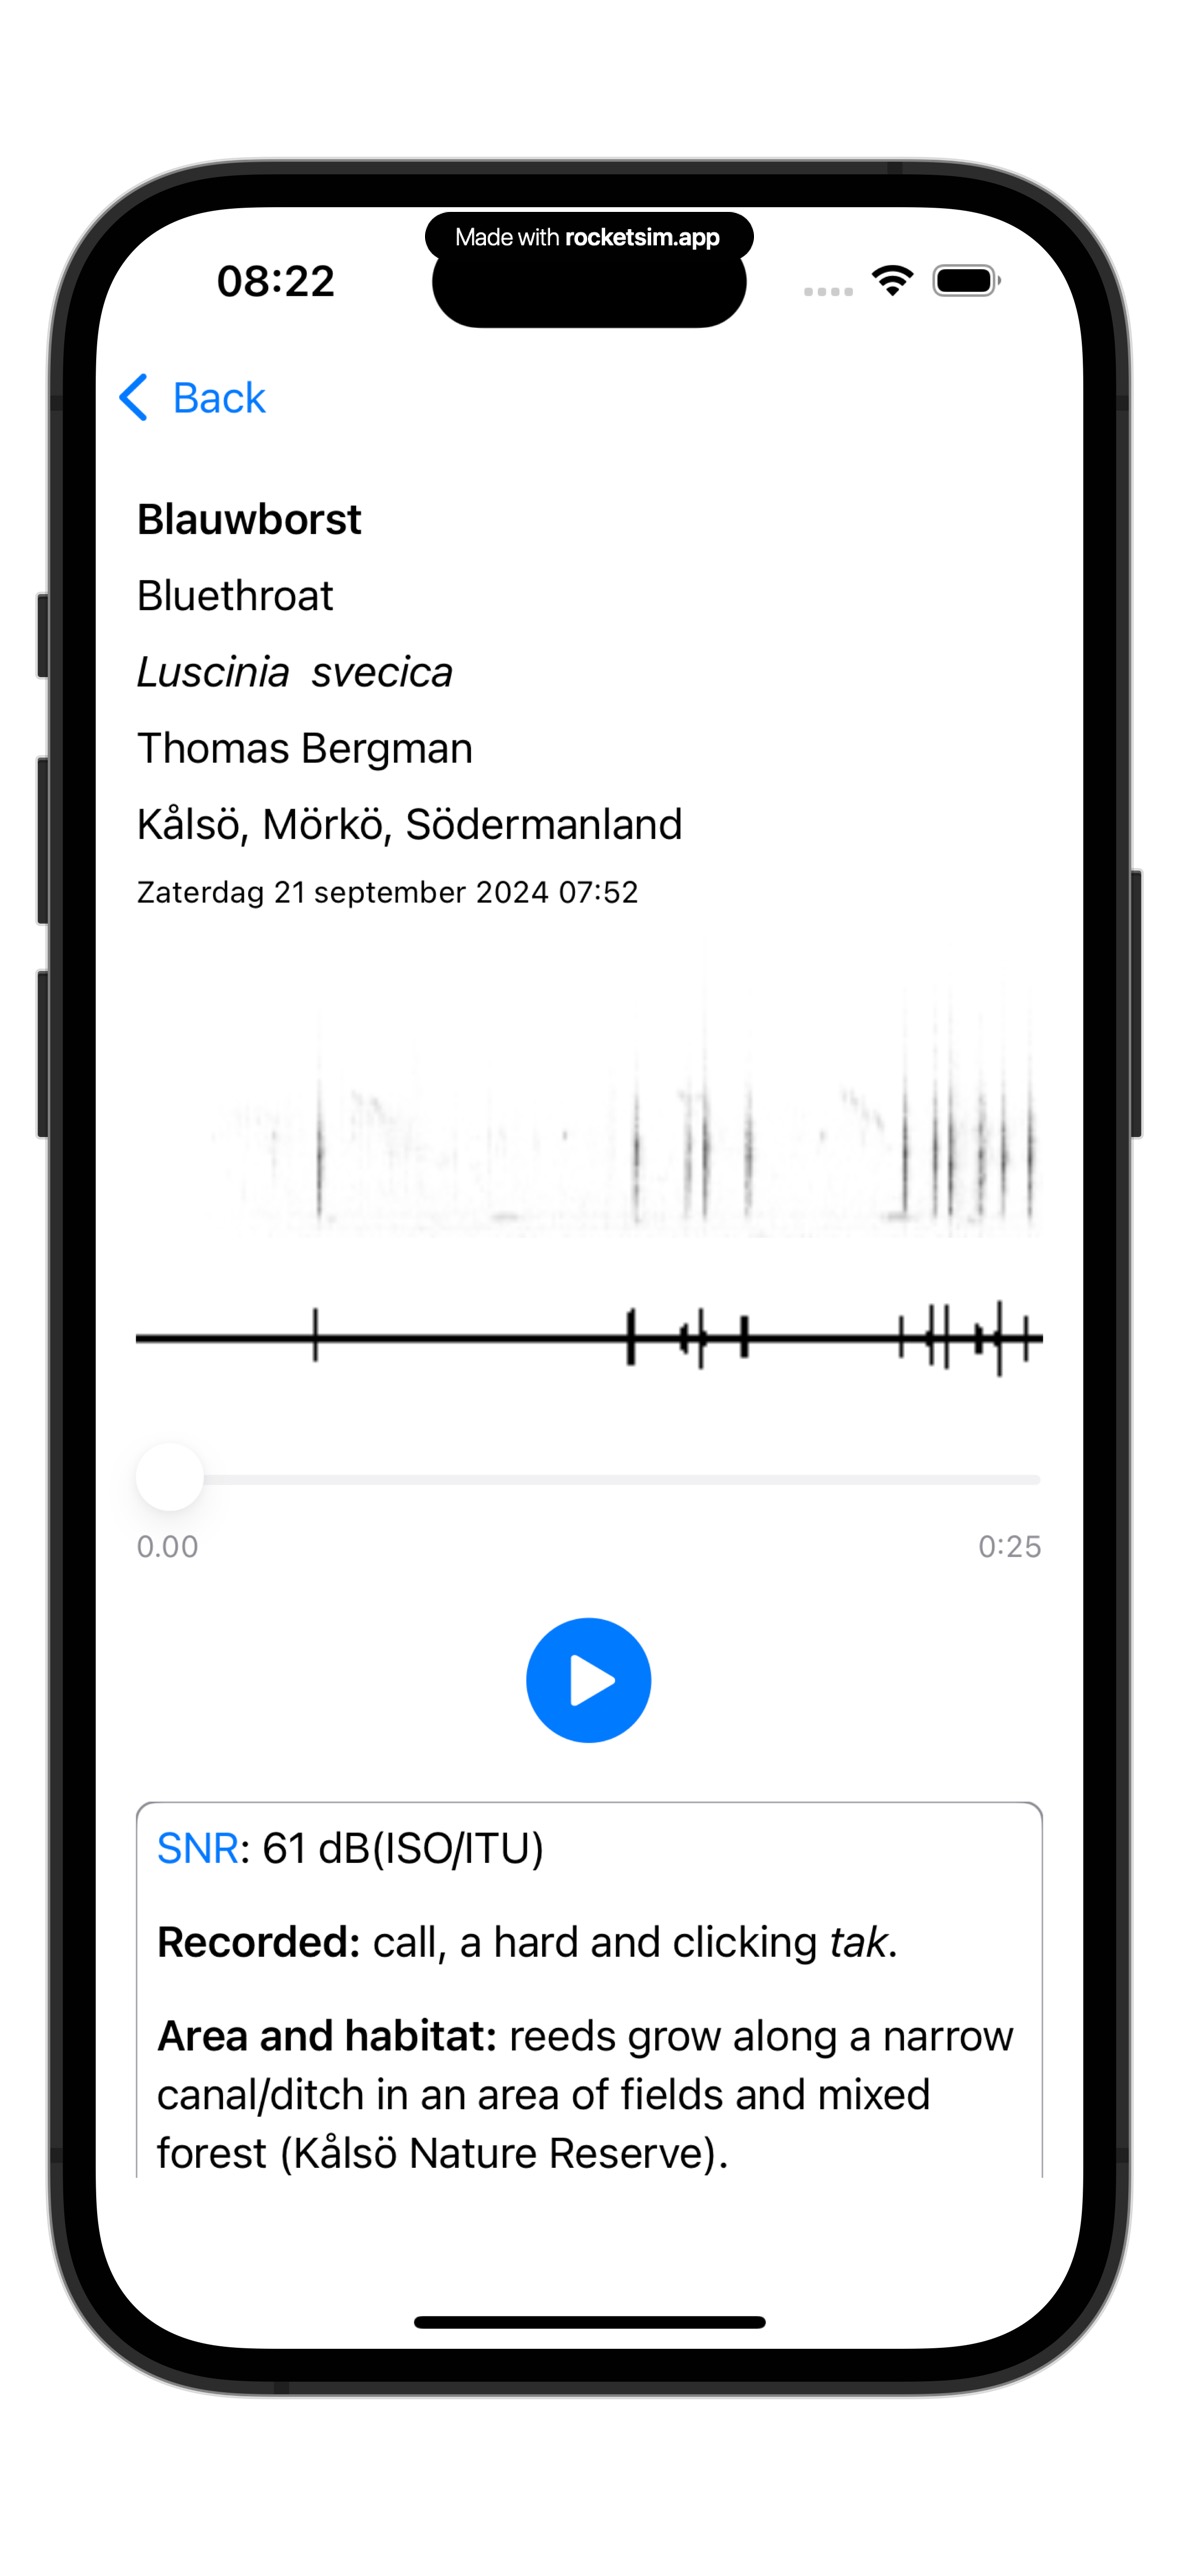 Made with rocketsim.app
08:22
Back
Blauwborst
Bluethroat
Luscinia svecica
Thomas Bergman
Kålsö, Mörkö, Södermanland
Zaterdag 21 september 2024 07:52
0.00
0:25
SNR: 61 dB(ISO/ITU)
Recorded: call, a hard and clicking tak.
Area and habitat: reeds grow along a narrow
canal/ditch in an area of fields and mixed
forest (Kålsö Nature Reserve).